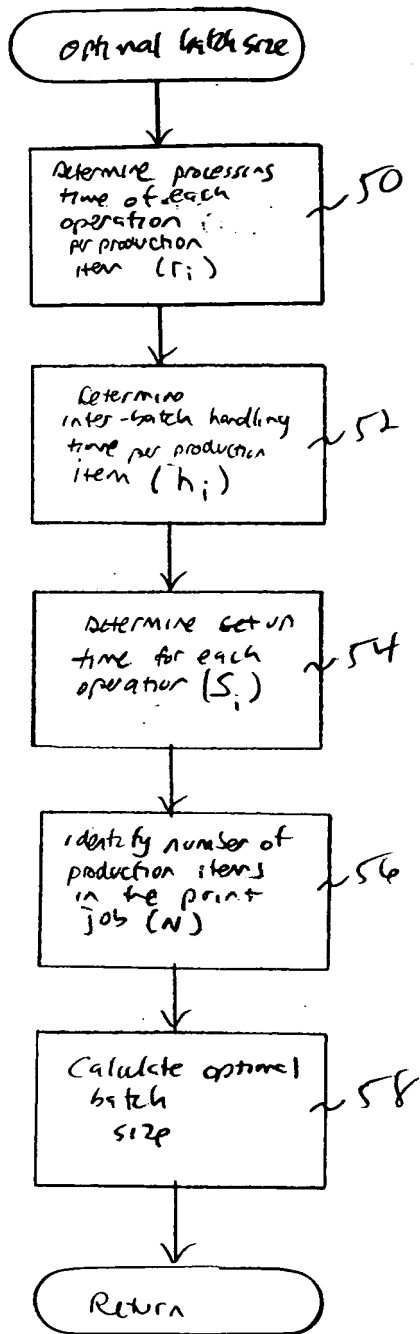 optimal batch size
Determine processing
time of each
operation i
per production
item (ri)
50
Determine
inter-batch handling
time per production
item (hi)
52
Determine setup
time for each
operation (Si)
54
identify number of
production items
in the print
job (N)
56
Calculate optimal
batch
size
58
Return